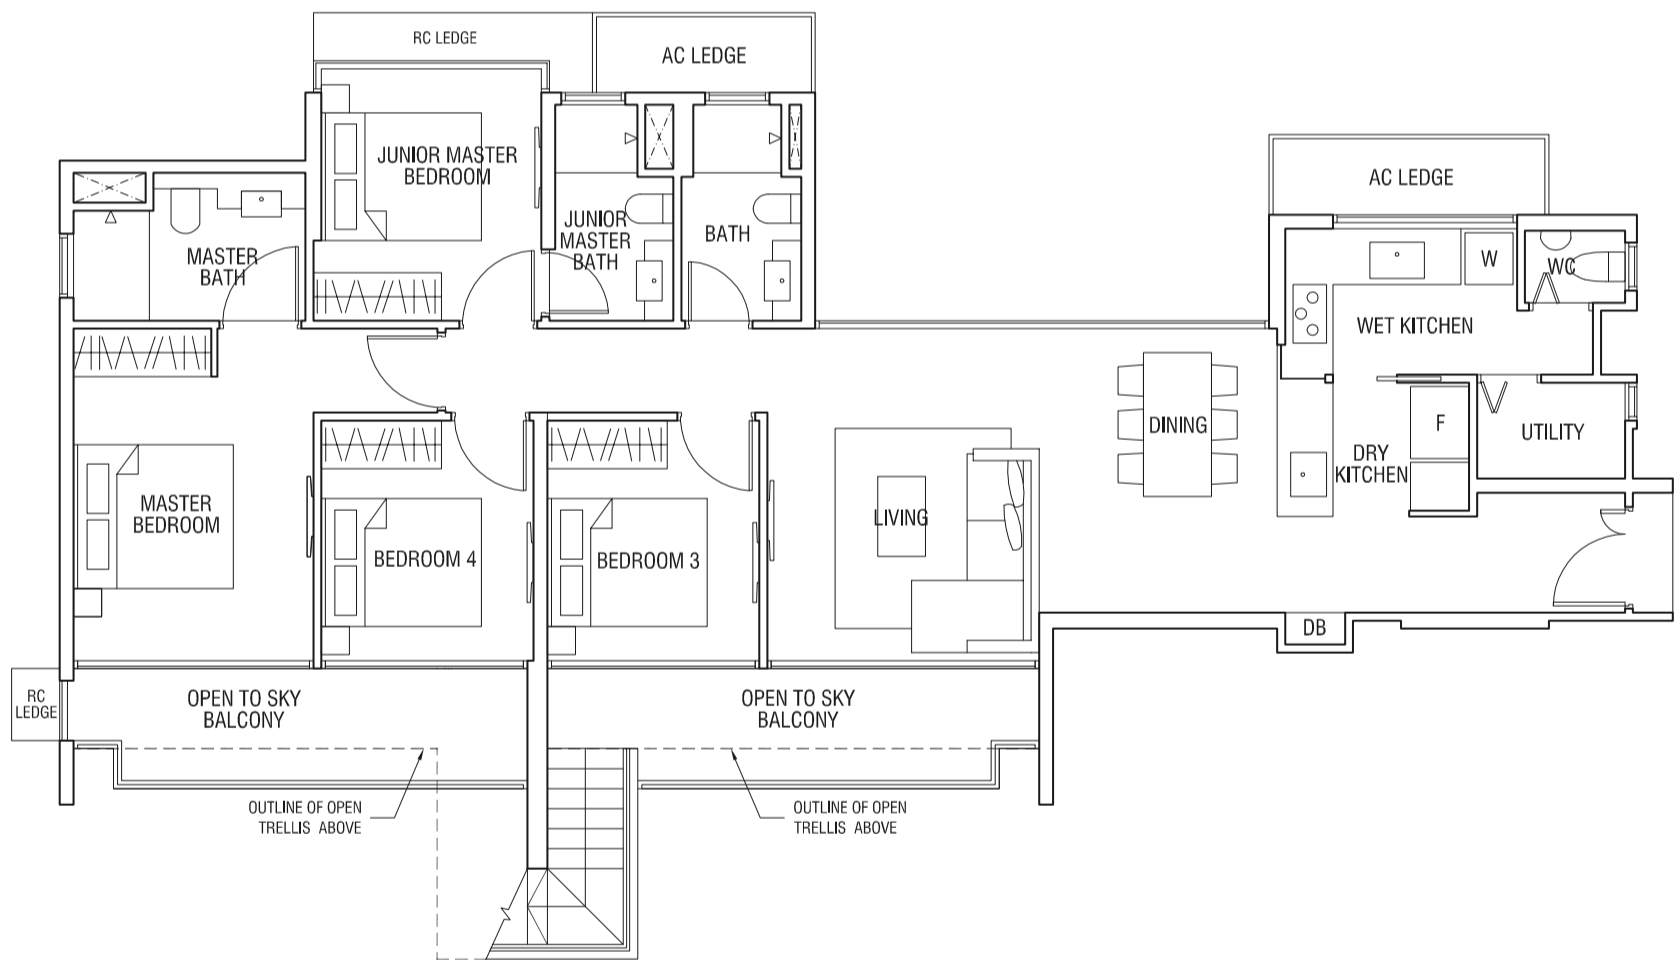 RC LEDGE
AC LEDGE
JUNIOR MASTER
BEDROOM
AC LEDGE
JUNIOR
MASTER
BATH
BATH
MASTER
BATH
W
WC
WET KITCHEN
DINING
F
UTILITY
DRY
KITCHEN
MASTER
BEDROOM
LIVING
BEDROOM 4
BEDROOM 3
DB
RC
LEDGE
OPEN TO SKY
BALCONY
OPEN TO SKY
BALCONY
OUTLINE OF OPEN
TRELLIS ABOVE
OUTLINE OF OPEN
TRELLIS ABOVE